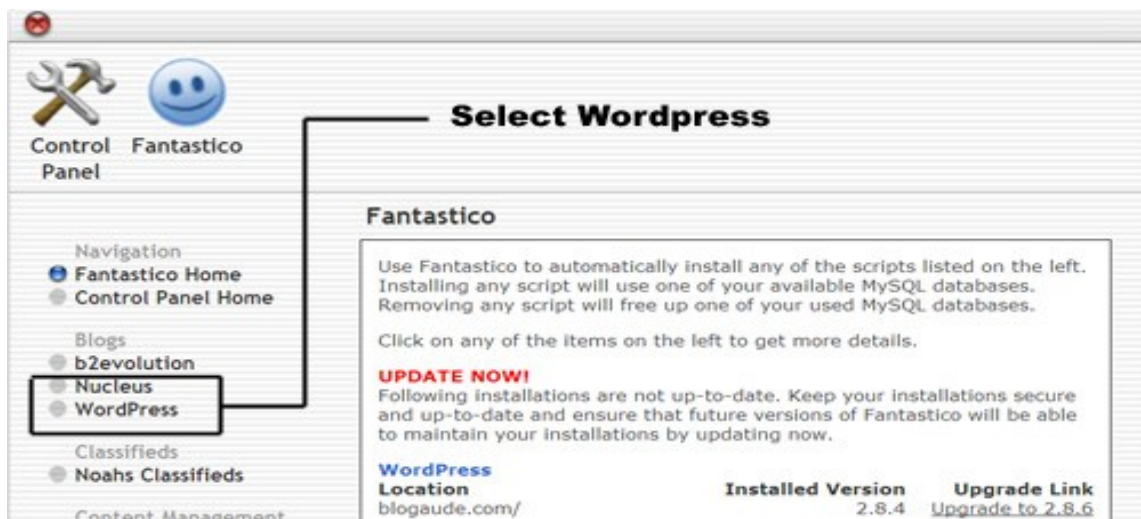 Select Wordpress
Control Panel
Fantastico
Fantastico
Navigation
Fantastico Home
Control Panel Home
Blogs
b2evolution
Nucleus
WordPress
Classifieds
Noahs Classifieds
Content Management
Use Fantastico to automatically install any of the scripts listed on the left.
Installing any script will use one of your available MySQL databases.
Removing any script will free up one of your used MySQL databases.
Click on any of the items on the left to get more details.
UPDATE NOW!
Following installations are not up-to-date. Keep your installations secure
and up-to-date and ensure that future versions of Fantastico will be able
to maintain your installations by updating now.
WordPress
Location Installed Version Upgrade Link
blogaude.com/ 2.8.4 Upgrade to 2.8.6